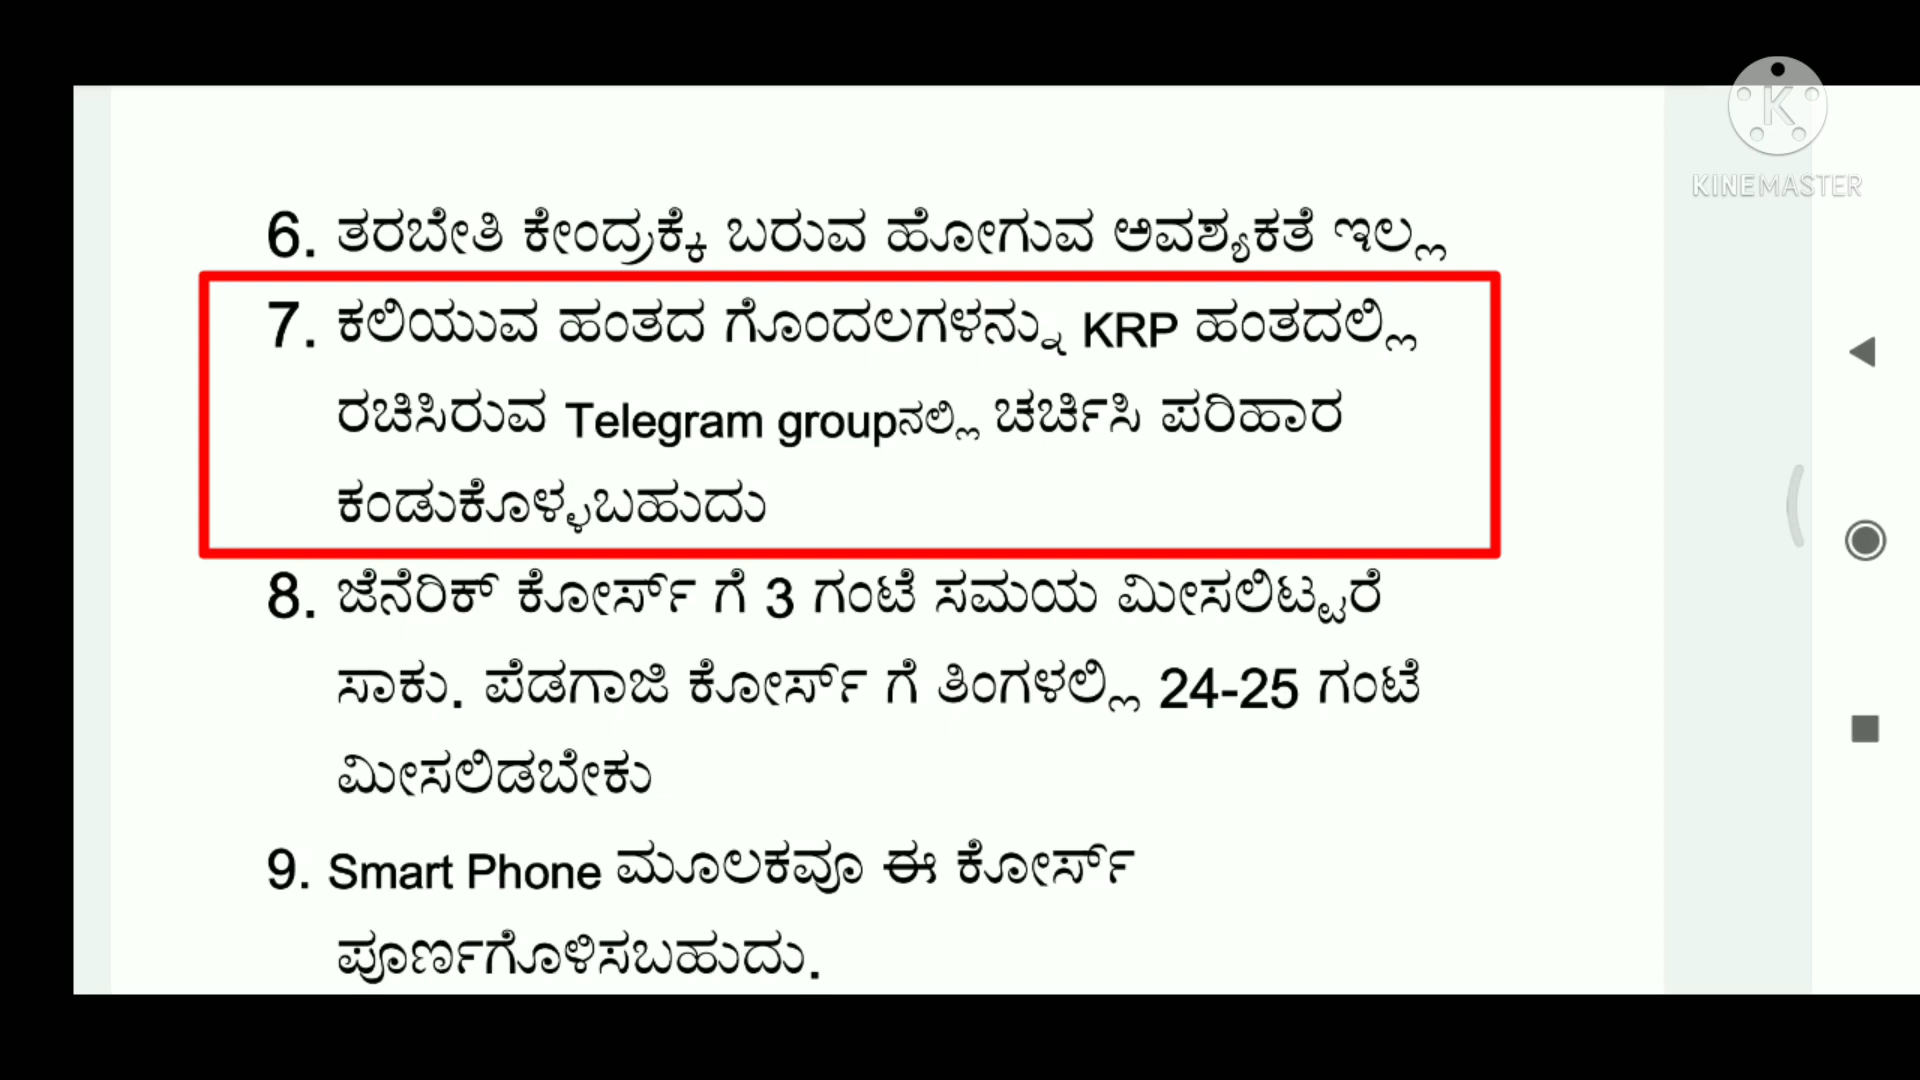 K
KINEMASTER
6. ತರಬೇತಿ ಕೇಂದ್ರಕ್ಕೆ ಬರುವ ಹೋಗುವ ಅವಶ್ಯಕತೆ ಇಲ್ಲ
7. ಕಲಿಯುವ ಹಂತದ ಗೊಂದಲಗಳನ್ನು KRP ಹಂತದಲ್ಲಿ
ರಚಿಸಿರುವ Telegram groupನಲ್ಲಿ ಚರ್ಚಿಸಿ ಪರಿಹಾರ
ಕಂಡುಕೊಳ್ಳಬಹುದು
8. ಜೆನೆರಿಕ್ ಕೋರ್ಸ್ ಗೆ 3 ಗಂಟೆ ಸಮಯ ಮೀಸಲಿಟ್ಟರೆ
ಸಾಕು. ಪೆಡಗಾಜಿ ಕೋರ್ಸ್ ಗೆ ತಿಂಗಳಲ್ಲಿ 24-25 ಗಂಟೆ
ಮೀಸಲಿಡಬೇಕು
9. Smart Phone ಮೂಲಕವೂ ಈ ಕೋರ್ಸ್
ಪೂರ್ಣಗೊಳಿಸಬಹುದು.